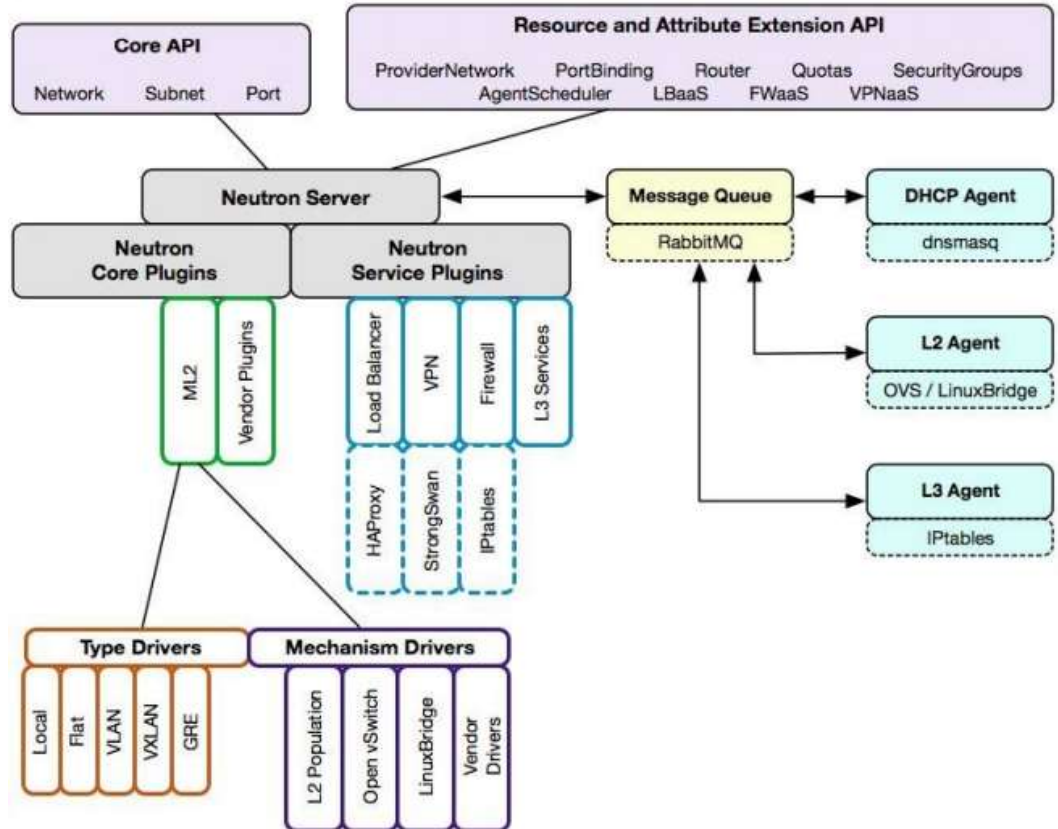 Core API
Network Subnet Port
Resource and Attribute Extension API
ProviderNetwork PortBinding Router Quotas SecurityGroups
AgentScheduler LBaaS FWaaS VPNaaS
Neutron Server
Neutron
Core Plugins
Neutron
Service Plugins
Message Queue
RabbitMQ
DHCP Agent
dnsmasq
L2 Agent
OVS / LinuxBridge
L3 Agent
IPtables
ML2
Vendor Plugins
Load Balancer
VPN
Firewall
L3 Services
HAProxy
StrongSwan
IPtables
Type Drivers
Local
Flat
VLAN
VXLAN
GRE
Mechanism Drivers
L2 Population
Open vSwitch
LinuxBridge
Vendor
Drivers